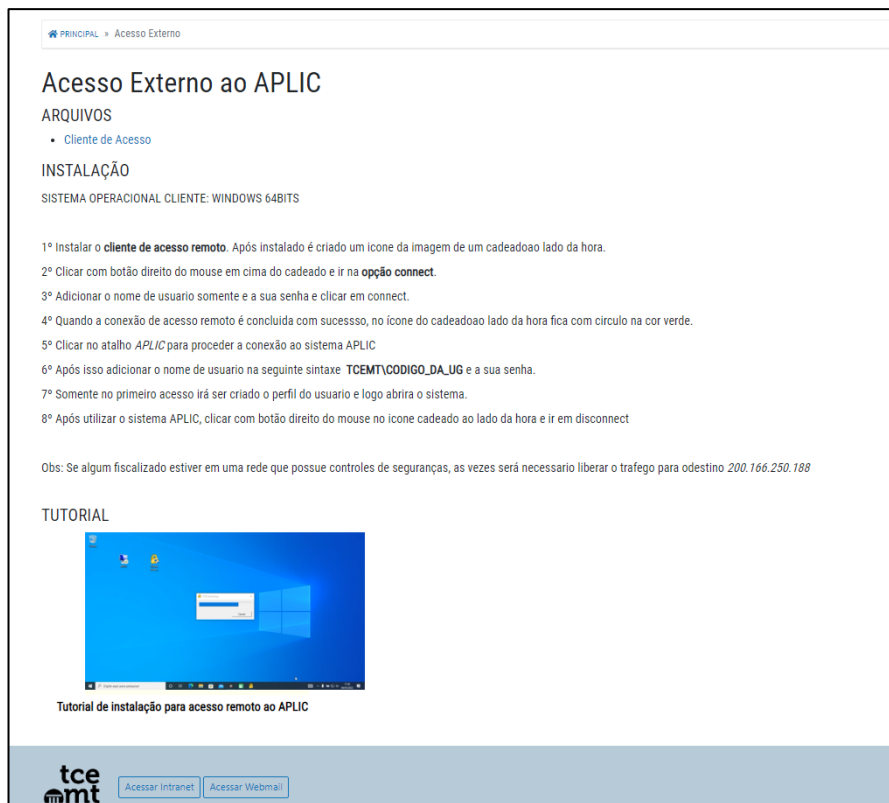 PRINCIPAL » Acesso Externo
Acesso Externo ao APLIC
ARQUIVOS
• Cliente de Acesso
INSTALAÇÃO
SISTEMA OPERACIONAL CLIENTE: WINDOWS 64BITS
1º Instalar o cliente de acesso remoto. Após instalado é criado um icone da imagem de um cadeadoao lado da hora.
2º Clicar com botão direito do mouse em cima do cadeado e ir na opção connect.
3º Adicionar o nome de usuario somente e a sua senha e clicar em connect.
4º Quando a conexão de acesso remoto é concluida com sucessso, no ícone do cadeadoao lado da hora fica com circulo na cor verde.
5º Clicar no atalho APLIC para proceder a conexão ao sistema APLIC
6º Após isso adicionar o nome de usuario na seguinte sintaxe TCEMT\CODIGO_DA_UG e a sua senha.
7º Somente no primeiro acesso irá ser criado o perfil do usuario e logo abrira o sistema.
8º Após utilizar o sistema APLIC, clicar com botão direito do mouse no icone cadeado ao lado da hora e ir em disconnect
Obs: Se algum fiscalizado estiver em uma rede que possue controles de seguranças, as vezes será necessario liberar o trafego para odestino 200.166.250.188
TUTORIAL
Tutorial de instalação para acesso remoto ao APLIC
tce
mt
Acessar Intranet
Acessar Webmail